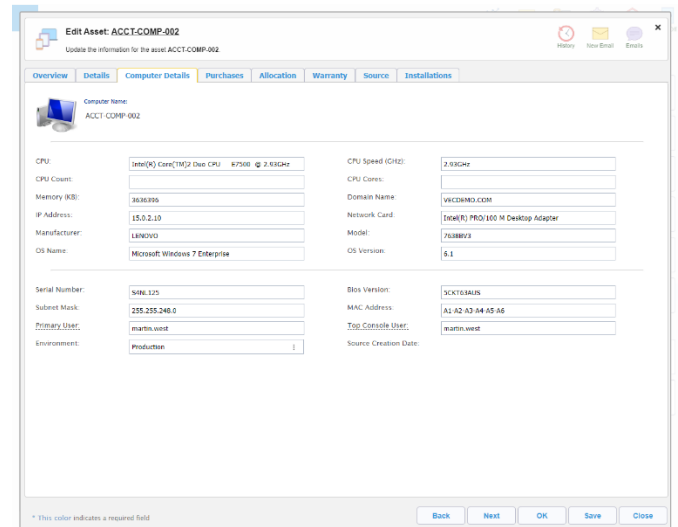 Edit Asset: ACCT-COMP-002
Update the information for the asset ACCT-COMP-002.
History New Email Emails
Overview Details Computer Details Purchases Allocation Warranty Source Installations
Computer Name:
ACCT-COMP-002
CPU: Intel(R) Core(TM)2 Duo CPU E7500 @ 2.93GHz CPU Speed (GHz): 2.93GHz
CPU Count: CPU Cores:
Memory (KB): 3636396 Domain Name VECDEMO.COM
IP Address: 15.0.2.10 Network Card: Intel(R) PRO/100 M Desktop Adapter
Manufacturer: LENOVO Model: 7638BV3
OS Name: Microsoft Windows 7 Enterprise OS Version: 6.1
Serial Number: S4NL125 Bios Version: 5CKT63AUS
Subnet Mask: 255.255.248.0 MAC Address: A1-A2-A3-A4-A5-A6
Primary User: martin.west Top Console User: martin.west
Environment: Production Source Creation Date:
* This color indicates a required field
Back Next OK Save Close